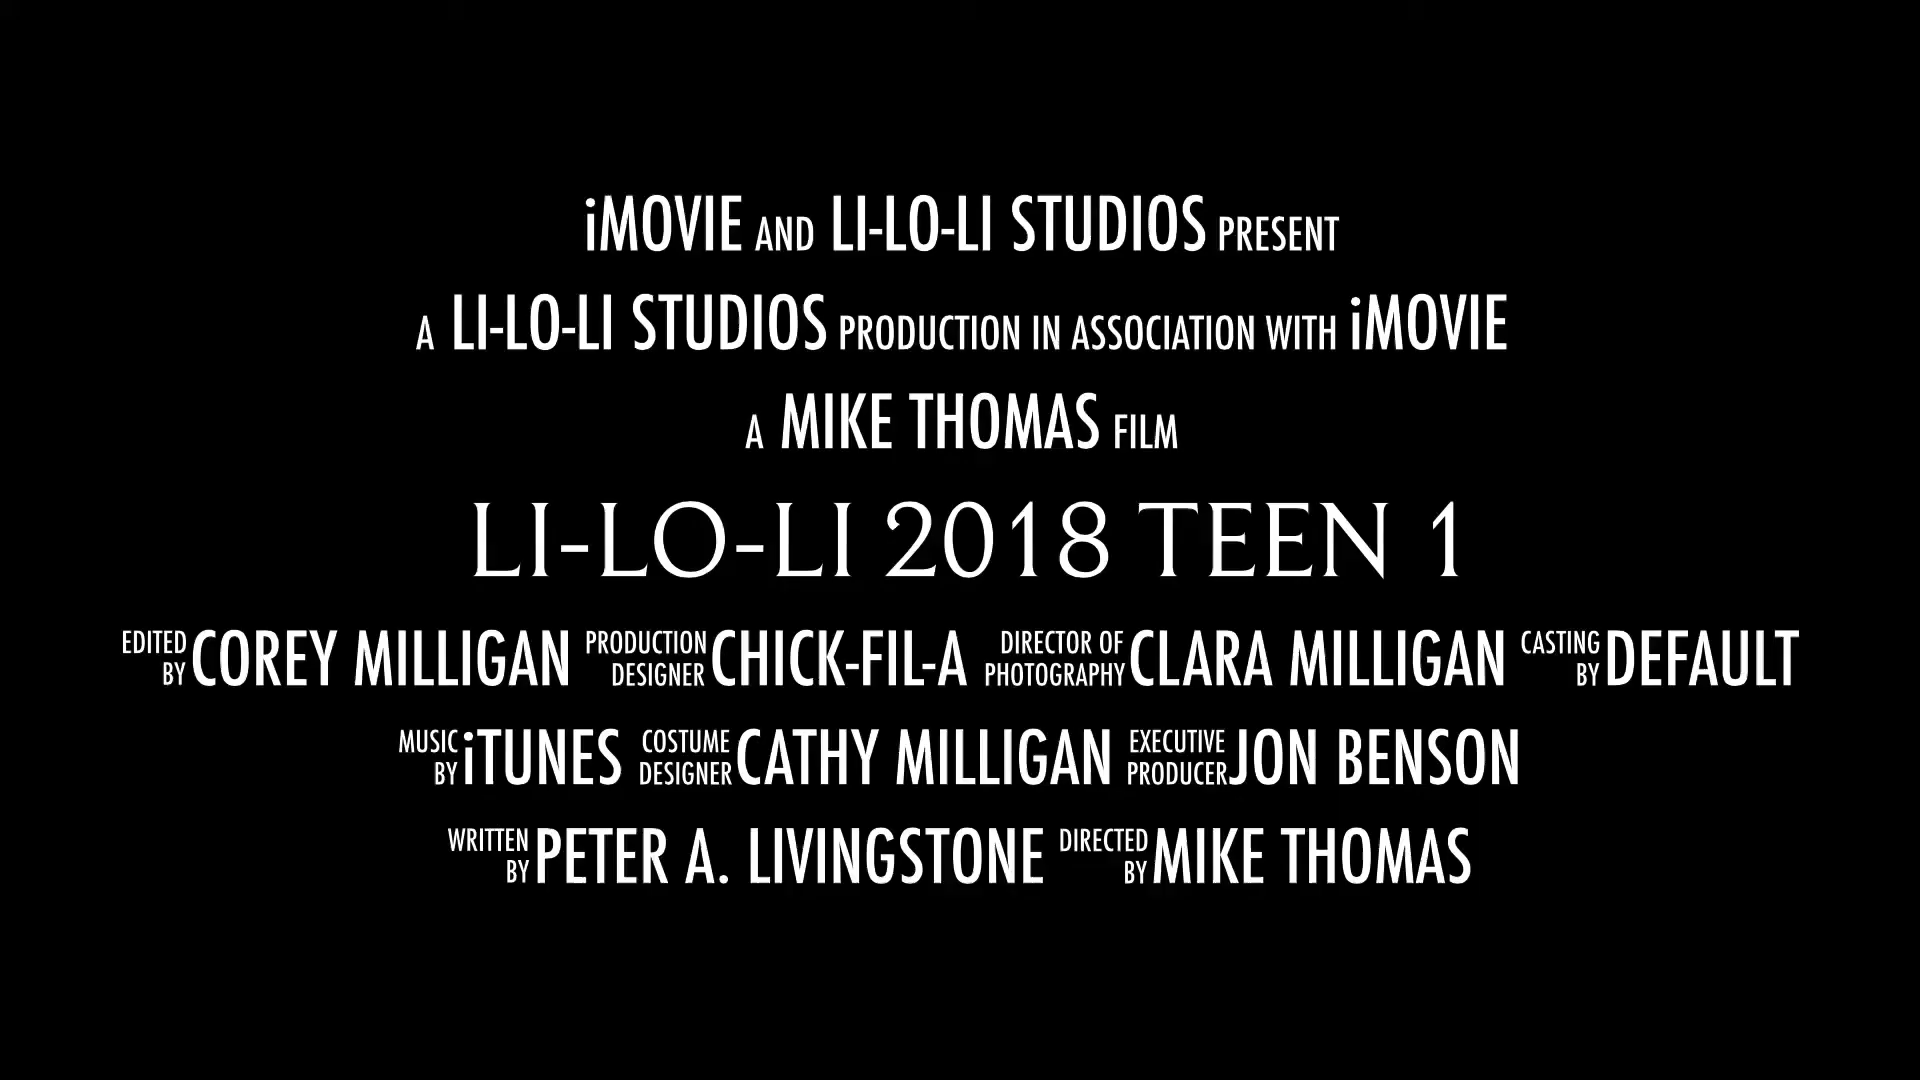 iMOVIE AND LI-LO-LI STUDIOS PRESENT
A LI-LO-LI STUDIOS PRODUCTION IN ASSOCIATION WITH iMOVIE
A MIKE THOMAS FILM
LI-LO-LI 2018 TEEN 1
EDITED BY COREY MILLIGAN PRODUCTION DESIGNER CHICK-FIL-A DIRECTOR OF PHOTOGRAPHY CLARA MILLIGAN CASTING BY DEFAULT
MUSIC BY iTUNES COSTUME DESIGNER CATHY MILLIGAN EXECUTIVE PRODUCER JON BENSON
WRITTEN BY PETER A. LIVINGSTONE DIRECTED BY MIKE THOMAS